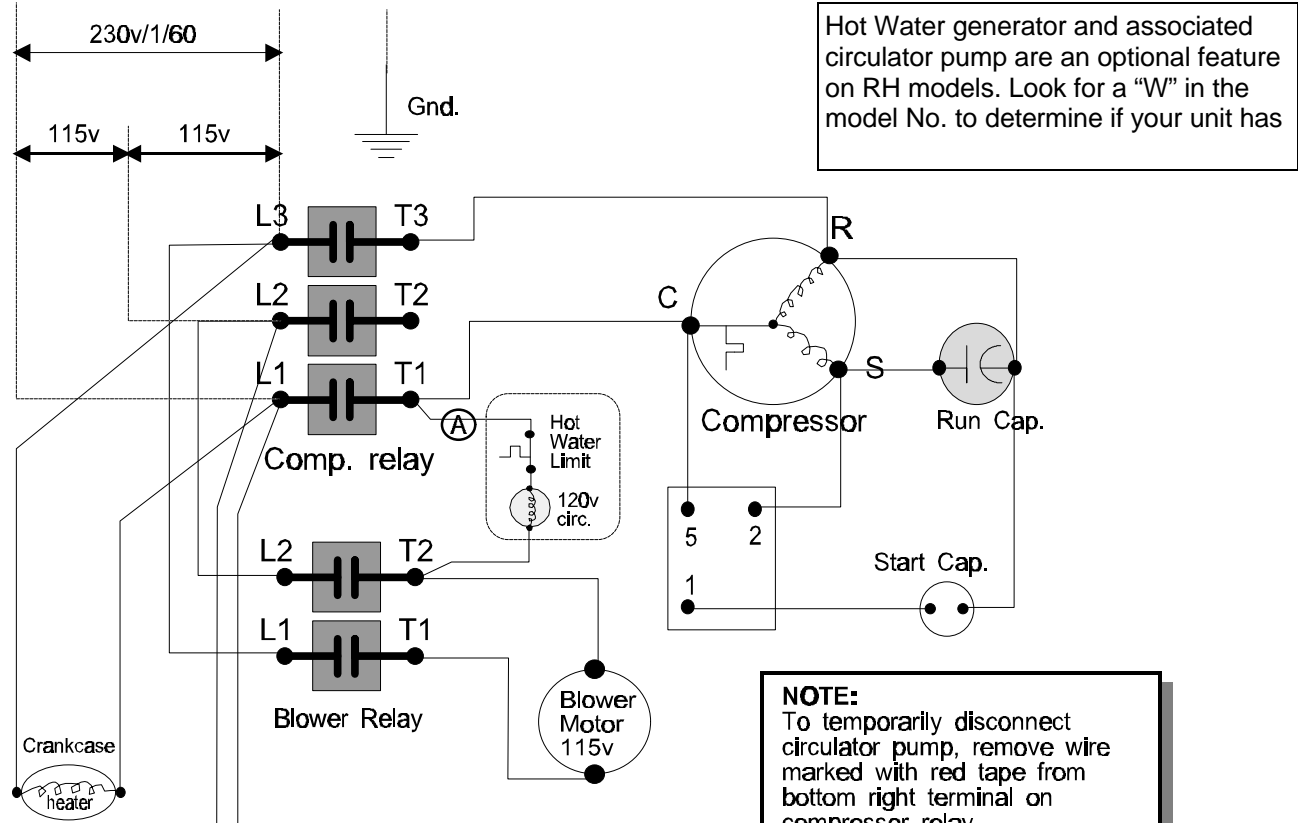 230v/1/60
Hot Water generator and associated
circulator pump are an optional feature
on RH models. Look for a “W” in the
model No. to determine if your unit has
Gnd.
115v 115v
L3 T3
R
L2 T2
C
L1 T1
S
Compressor
Run Cap.
A
Hot
Water
Limit
Comp. relay
120v
circ.
5 2
L2 T2
Start Cap.
1
L1 T1
Blower Relay
Blower
Motor
115v
NOTE:
To temporarily disconnect
circulator pump, remove wire
marked with red tape from
bottom right terminal on
compressor relay
Crankcase
heater